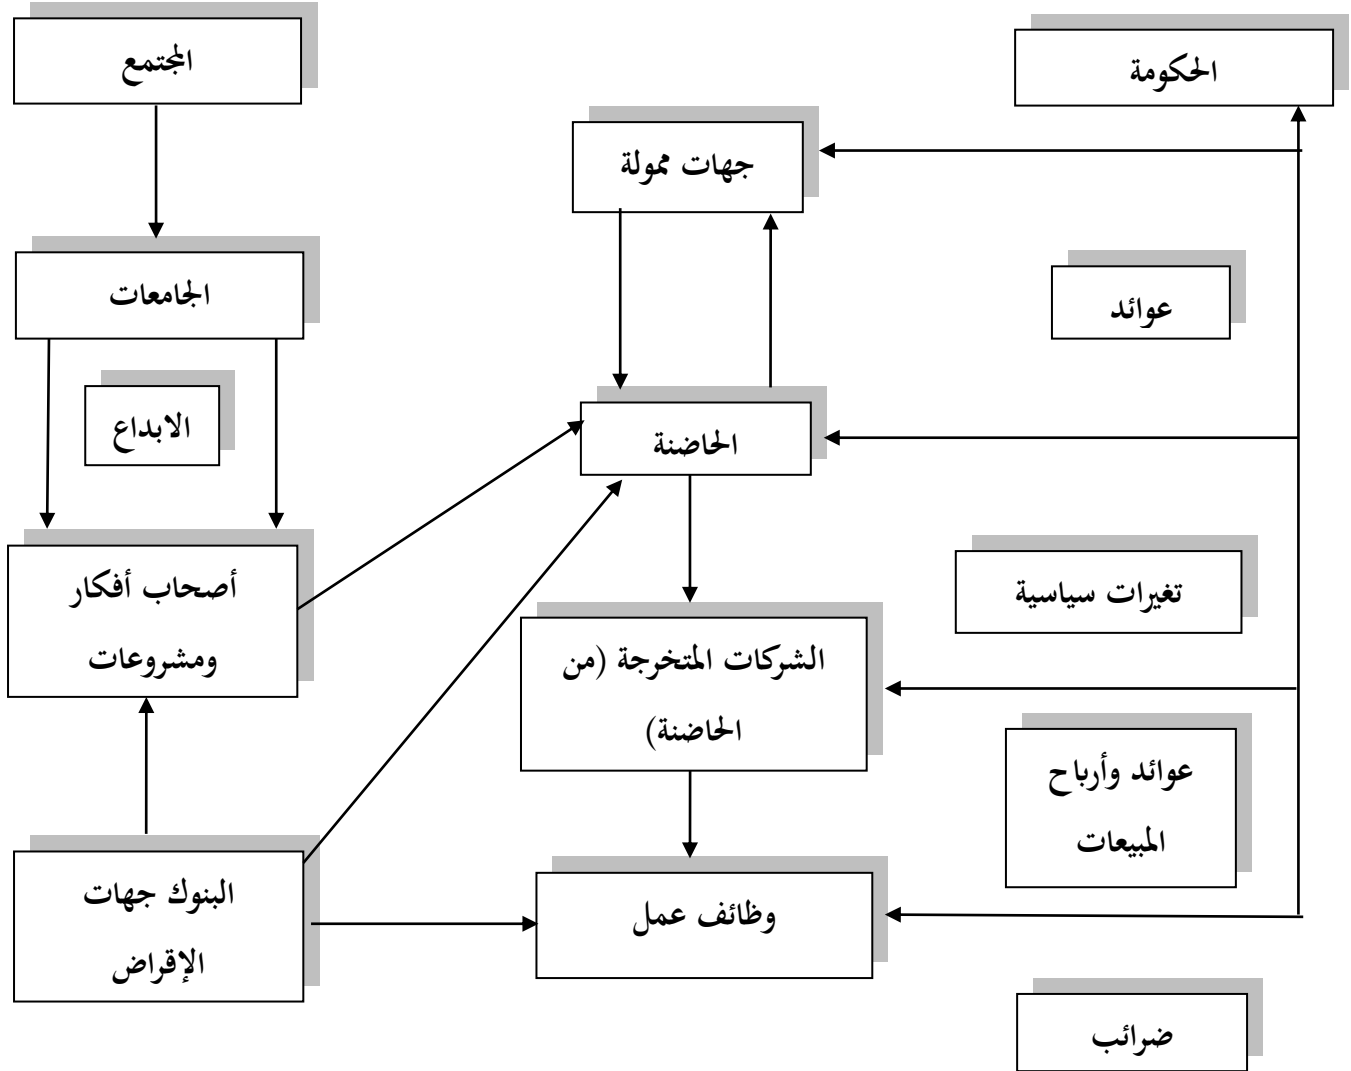 المجتمع
الحكومة
جهات ممولة
الجامعات
عوائد
الابداع
الحاضنة
أصحاب أفكار
ومشروعات
تغيرات سياسية
الشركات المتخرجة (من
الحاضنة)
عوائد وأرباح
المبيعات
البنوك جهات
الإقراض
وظائف عمل
ضرائب